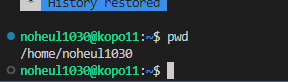 * History restored
noheul1030@kopo11:~$ pwd
/home/noheul1030
noheul1030@kopo11:~$